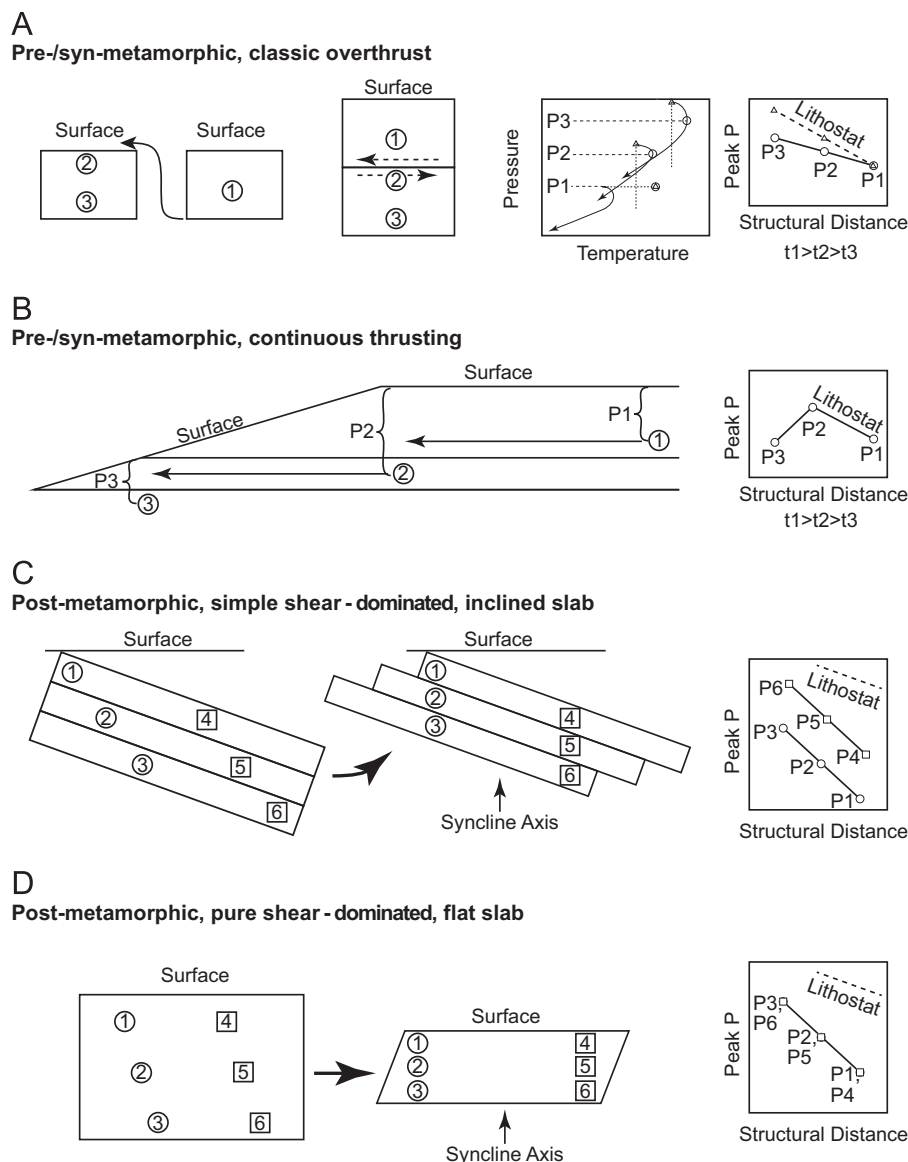 A
Pre-/syn-metamorphic, classic overthrust
Surface
Surface
Surface
2
3
1
1
2
3
Pressure
P3
P2
P1
Temperature
Peak P
Lithostat
P3
P2
P1
Structural Distance
t1>t2>t3
B
Pre-/syn-metamorphic, continuous thrusting
Surface
Surface
P1
P2
P3
1
2
3
Peak P
Lithostat
P2
P3
P1
Structural Distance
t1>t2>t3
C
Post-metamorphic, simple shear - dominated, inclined slab
Surface
1
2
3
4
5
6
Surface
1
2
3
4
5
6
Syncline Axis
Peak P
Lithostat
P6
P5
P4
P3
P2
P1
Structural Distance
D
Post-metamorphic, pure shear - dominated, flat slab
Surface
1
4
2
5
3
6
Surface
1
4
2
5
3
6
Syncline Axis
Peak P
Lithostat
P3,
P6
P2,
P5
P1,
P4
Structural Distance